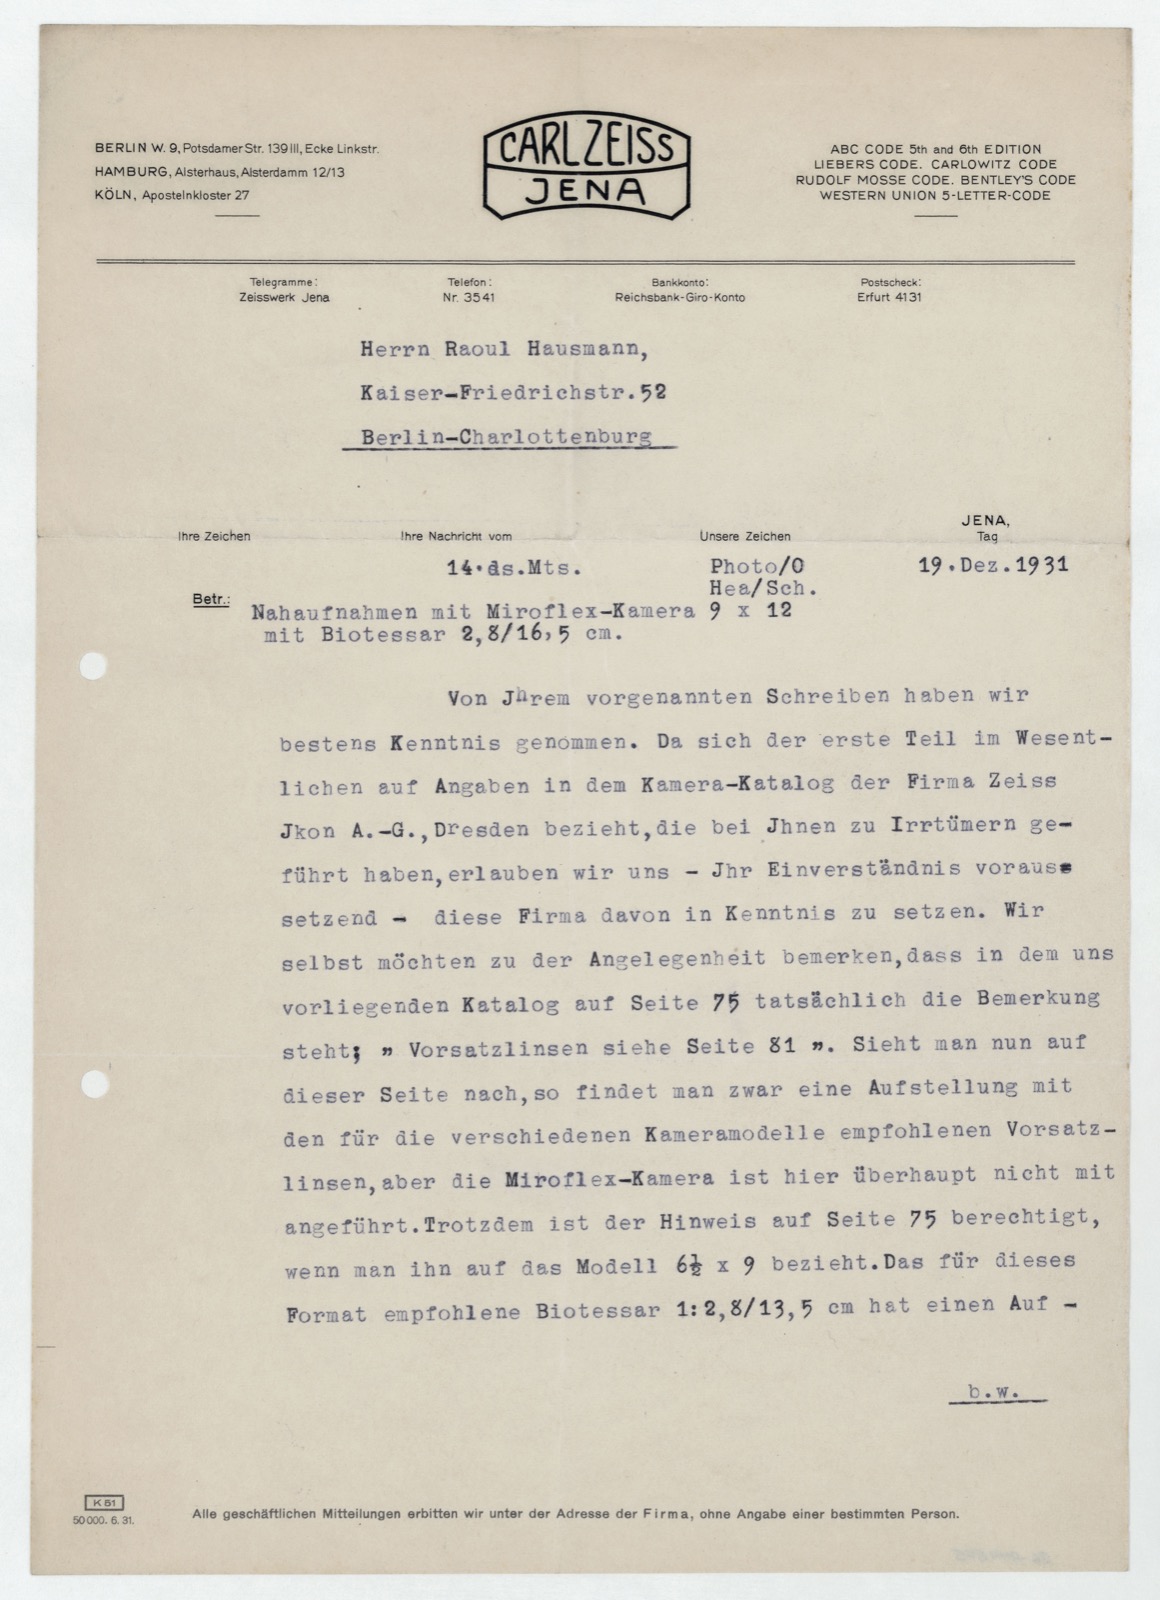 BERLIN W. 9, Potsdamer Str. 139 III, Ecke Linkstr.
HAMBURG, Alsterhaus, Alsterdamm 12/13
KÖLN, Apostelnkloster 27
CARL ZEISS
JENA
ABC CODE 5th and 6th EDITION
LIEBERS CODE. CARLOWITZ CODE
RUDOLF MOSSE CODE. BENTLEY'S CODE
WESTERN UNION 5-LETTER-CODE
Telegramme: Telefon: Bankkonto: Postscheck:
Zeisswerk Jena Nr. 3541 Reichsbank-Giro-Konto Erfurt 4131
Herrn Raoul Hausmann,
Kaiser-Friedrichstr.52
Berlin-Charlottenburg
JENA,
Ihre Zeichen Ihre Nachricht vom Unsere Zeichen Tag
14.ds.Mts. Photo/O 19.Dez.1931
Hea/Sch.
Betr.:
Nahaufnahmen mit Miroflex-Kamera 9 x 12
mit Biotessar 2,8/16,5 cm.
Von Jhrem vorgenannten Schreiben haben wir
bestens Kenntnis genommen. Da sich der erste Teil im Wesent-
lichen auf Angaben in dem Kamera-Katalog der Firma Zeiss
Jkon A.-G.,Dresden bezieht,die bei Jhnen zu Irrtümern ge-
führt haben,erlauben wir uns - Jhr Einverständnis voraus-
setzend - diese Firma davon in Kenntnis zu setzen. Wir
selbst möchten zu der Angelegenheit bemerken,dass in dem uns
vorliegenden Katalog auf Seite 75 tatsächlich die Bemerkung
steht; " Vorsatzlinsen siehe Seite 81 ". Sieht man nun auf
dieser Seite nach,so findet man zwar eine Aufstellung mit
den für die verschiedenen Kameramodelle empfohlenen Vorsatz-
linsen,aber die Miroflex-Kamera ist hier überhaupt nicht mit
angeführt.Trotzdem ist der Hinweis auf Seite 75 berechtigt,
wenn man ihn auf das Modell 6½ x 9 bezieht.Das für dieses
Format empfohlene Biotessar 1:2,8/13,5 cm hat einen Auf -
b.w.
K 51
50 000. 6. 31.
Alle geschäftlichen Mitteilungen erbitten wir unter der Adresse der Firma, ohne Angabe einer bestimmten Person.